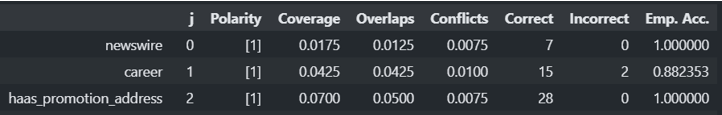 j Polarity Coverage Overlaps Conflicts Correct Incorrect Emp. Acc.
newswire 0 [1] 0.0175 0.0125 0.0075 7 0 1.000000
career 1 [1] 0.0425 0.0425 0.0100 15 2 0.882353
haas_promotion_address 2 [1] 0.0700 0.0500 0.0075 28 0 1.000000